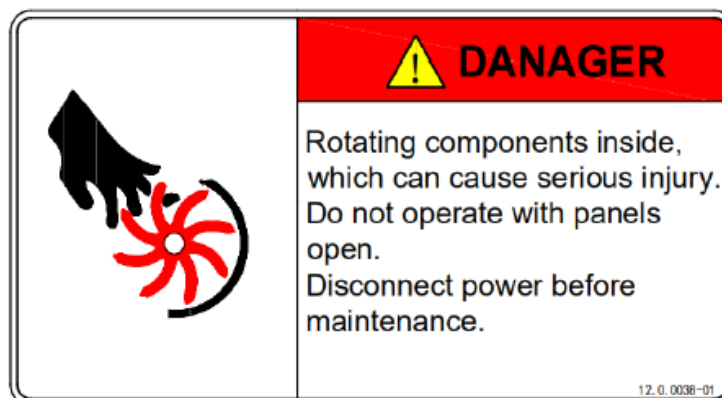 DANAGER
Rotating components inside,
which can cause serious injury.
Do not operate with panels
open.
Disconnect power before
maintenance.
12.0.0038-01